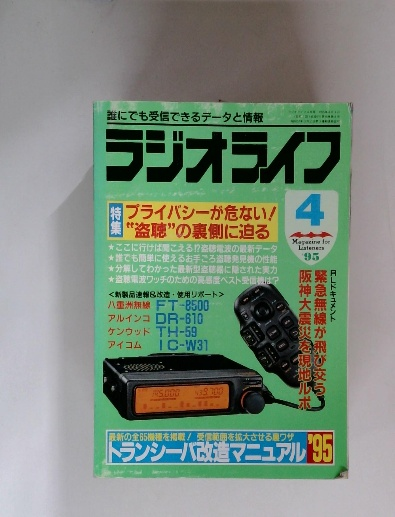 誰にでも受信できるデータと情報
ラジオライフ
4
Magazine for
Listeners
'95
特集
プライバシーが危ない!
“盗聴”の裏側に迫る
★ここに行けば聞こえる!?盗聴電波の最新データ
★誰でも簡単に使えるお手ごろ盗聴発見機の性能
★分解してわかった最新型盗聴器に隠された実力
★盗聴電波ワッチのための高感度ベスト受信機は?
<新製品速報&改造・使用リポート>
八重洲無線 FT-8500
アルインコ DR-610
ケンウッド TH-59
アイコム IC-W31
RLドキュメント
緊急無線が飛び交う
阪神大震災を現地ルポ
最新の全65機種を掲載! 受信範囲を拡大させる裏ワザ
トランシーバ改造マニュアル'95